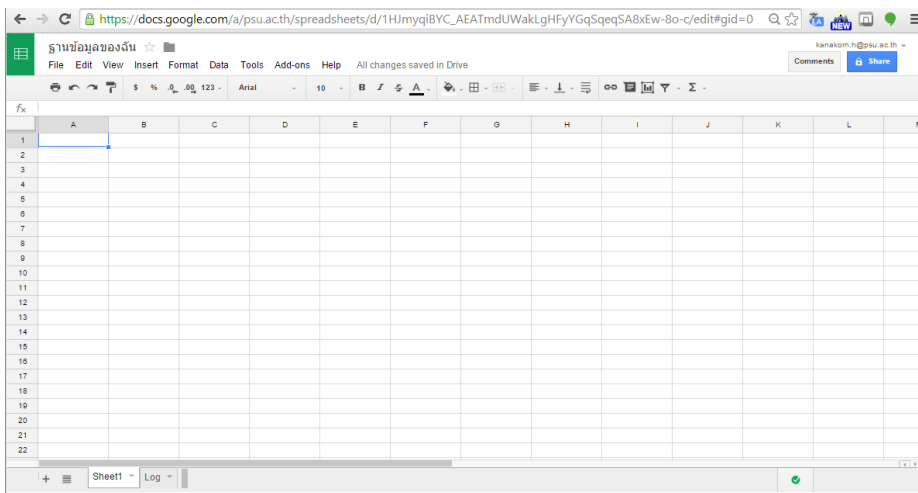 https://docs.google.com/a/psu.ac.th/spreadsheets/d/1HJmyqiBYC_AEATmdUWakLgHFyYGqSqeqSA8xEw-8o-c/edit#gid=0
NEW
ฐานข้อมูลของฉัน
kanakorn.h@psu.ac.th
File Edit View Insert Format Data Tools Add-ons Help All changes saved in Drive
Comments Share
$ % .0 .00 123 Arial 10 B I S A Σ
fx
A B C D E F G H I J K L
1
2
3
4
5
6
7
8
9
10
11
12
13
14
15
16
17
18
19
20
21
22
+ Sheet1 Log